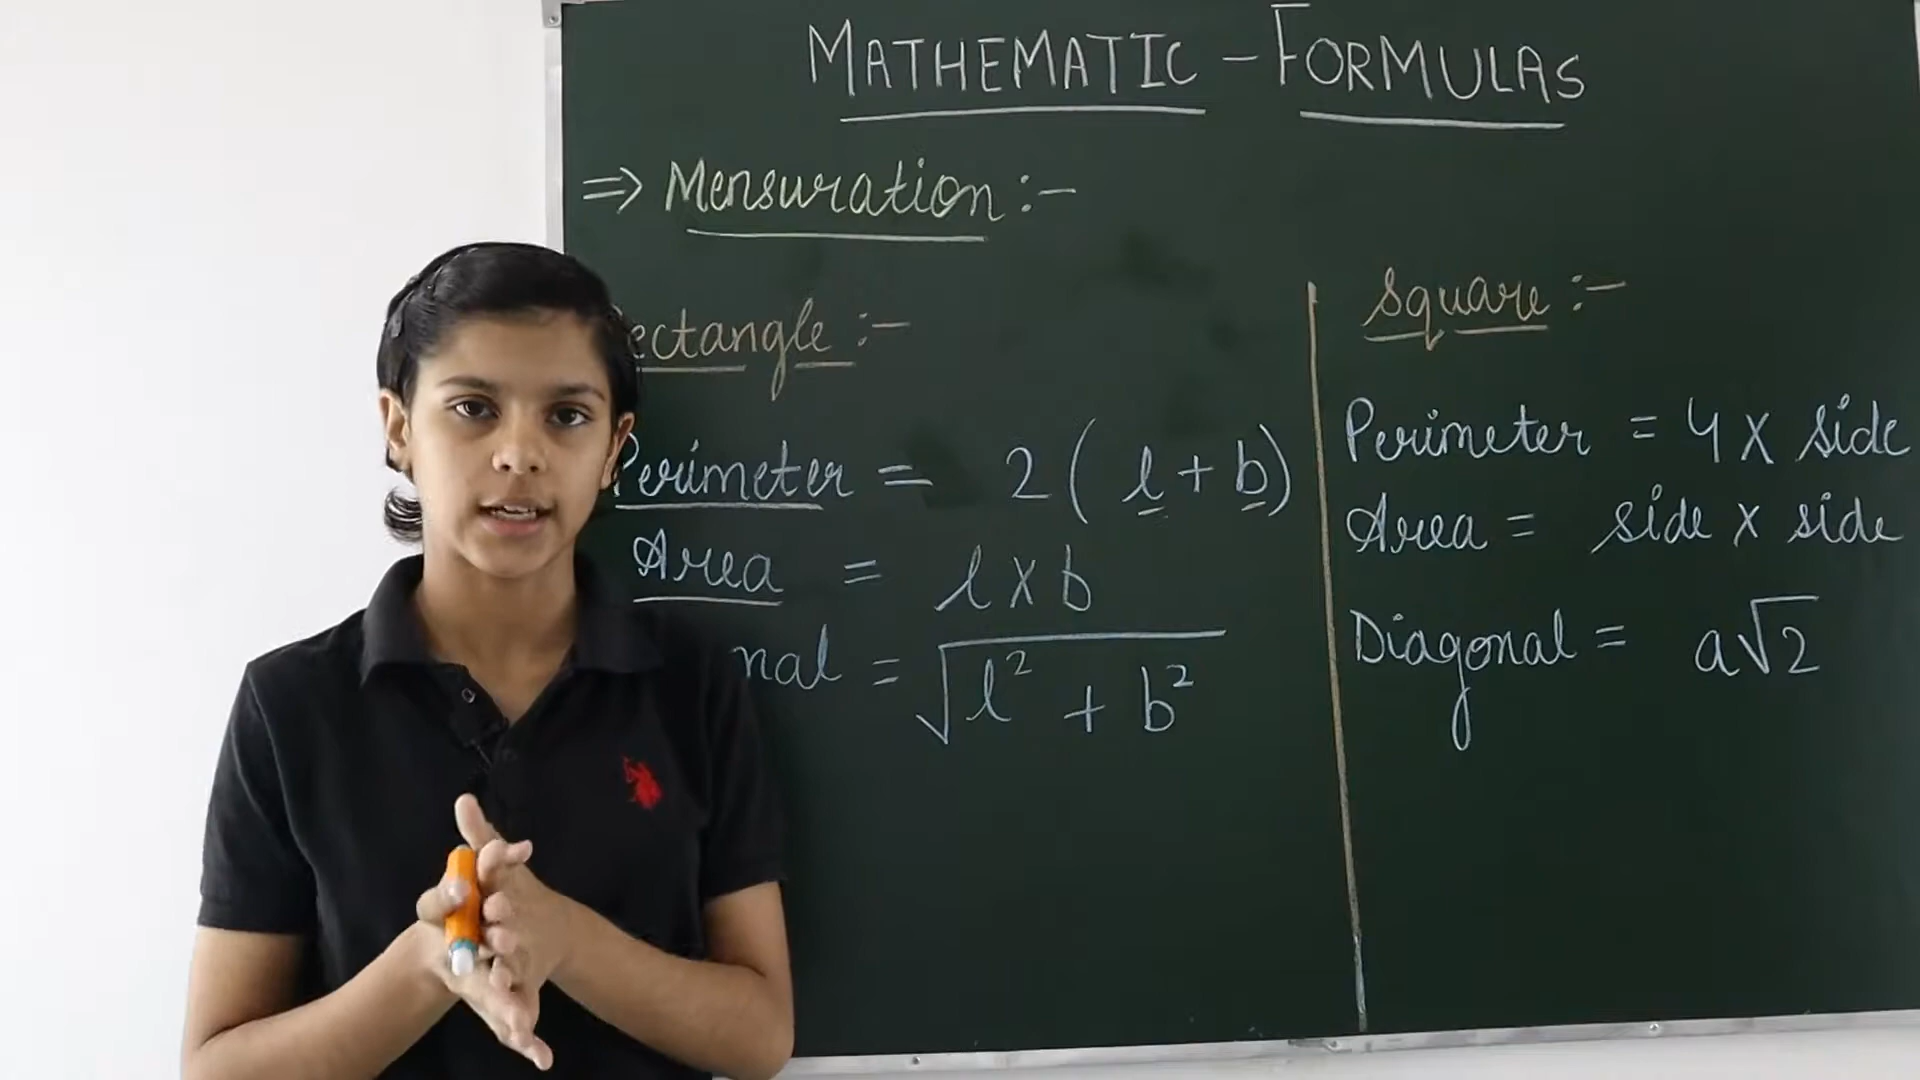 MATHEMATIC - FORMULAS
⇒ Mensuration :-
ectangle :-
Perimeter = 2 ( l + b )
Area = l x b
nal = √l² + b²
Square :-
Perimeter = 4 x side
Area = side x side
Diagonal = a√2